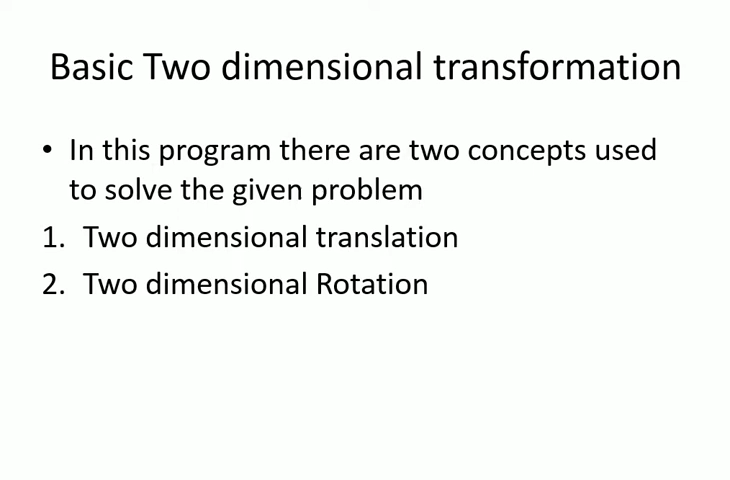 Basic Two dimensional transformation
• In this program there are two concepts used
to solve the given problem
1. Two dimensional translation
2. Two dimensional Rotation